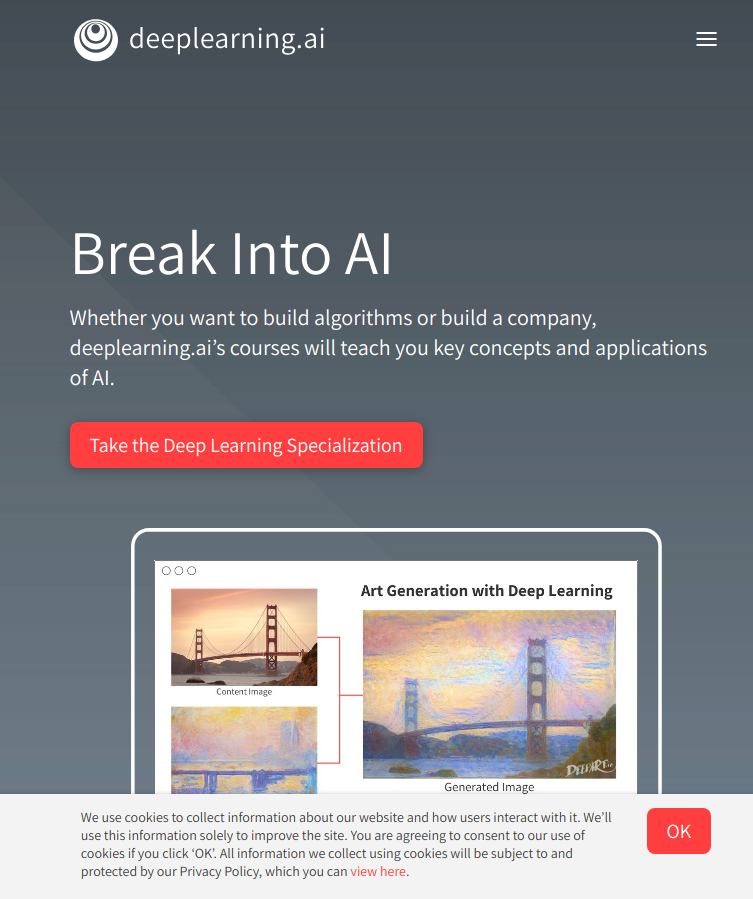 deeplearning.ai
Break Into AI
Whether you want to build algorithms or build a company,
deeplearning.ai’s courses will teach you key concepts and applications
of AI.
Take the Deep Learning Specialization
Art Generation with Deep Learning
Content Image
DEEPART.io
Generated Image
We use cookies to collect information about our website and how users interact with it. We’ll
use this information solely to improve the site. You are agreeing to consent to our use of
cookies if you click ‘OK’. All information we collect using cookies will be subject to and
protected by our Privacy Policy, which you can view here.
OK